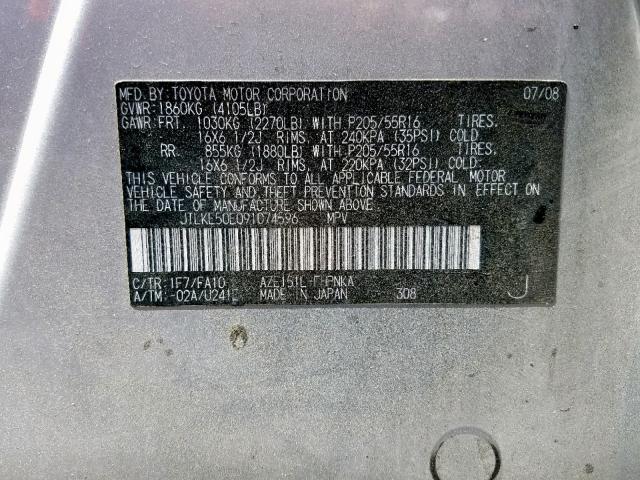 MFD. BY: TOYOTA MOTOR CORPORATION 07/08
GVWR: 1860KG (4105LB)
GAWR: FRT. 1030KG (2270LB) WITH P205/55R16 TIRES.
16X6 1/2J RIMS, AT 240KPA (35PSI) COLD
RR. 855KG (1880LB) WITH P205/55R16 TIRES.
16X6 1/2J RIMS, AT 220KPA (32PSI) COLD.
THIS VEHICLE CONFORMS TO ALL APPLICABLE FEDERAL MOTOR
VEHICLE SAFETY AND THEFT PREVENTION STANDARDS IN EFFECT ON
THE DATE OF MANUFACTURE SHOWN ABOVE.
JTLKE50E091074596 MPV
C/TR: 1F7/FA10 AZE151L-FHPNKA
A/TM: -02A/U241E MADE IN JAPAN 308 J